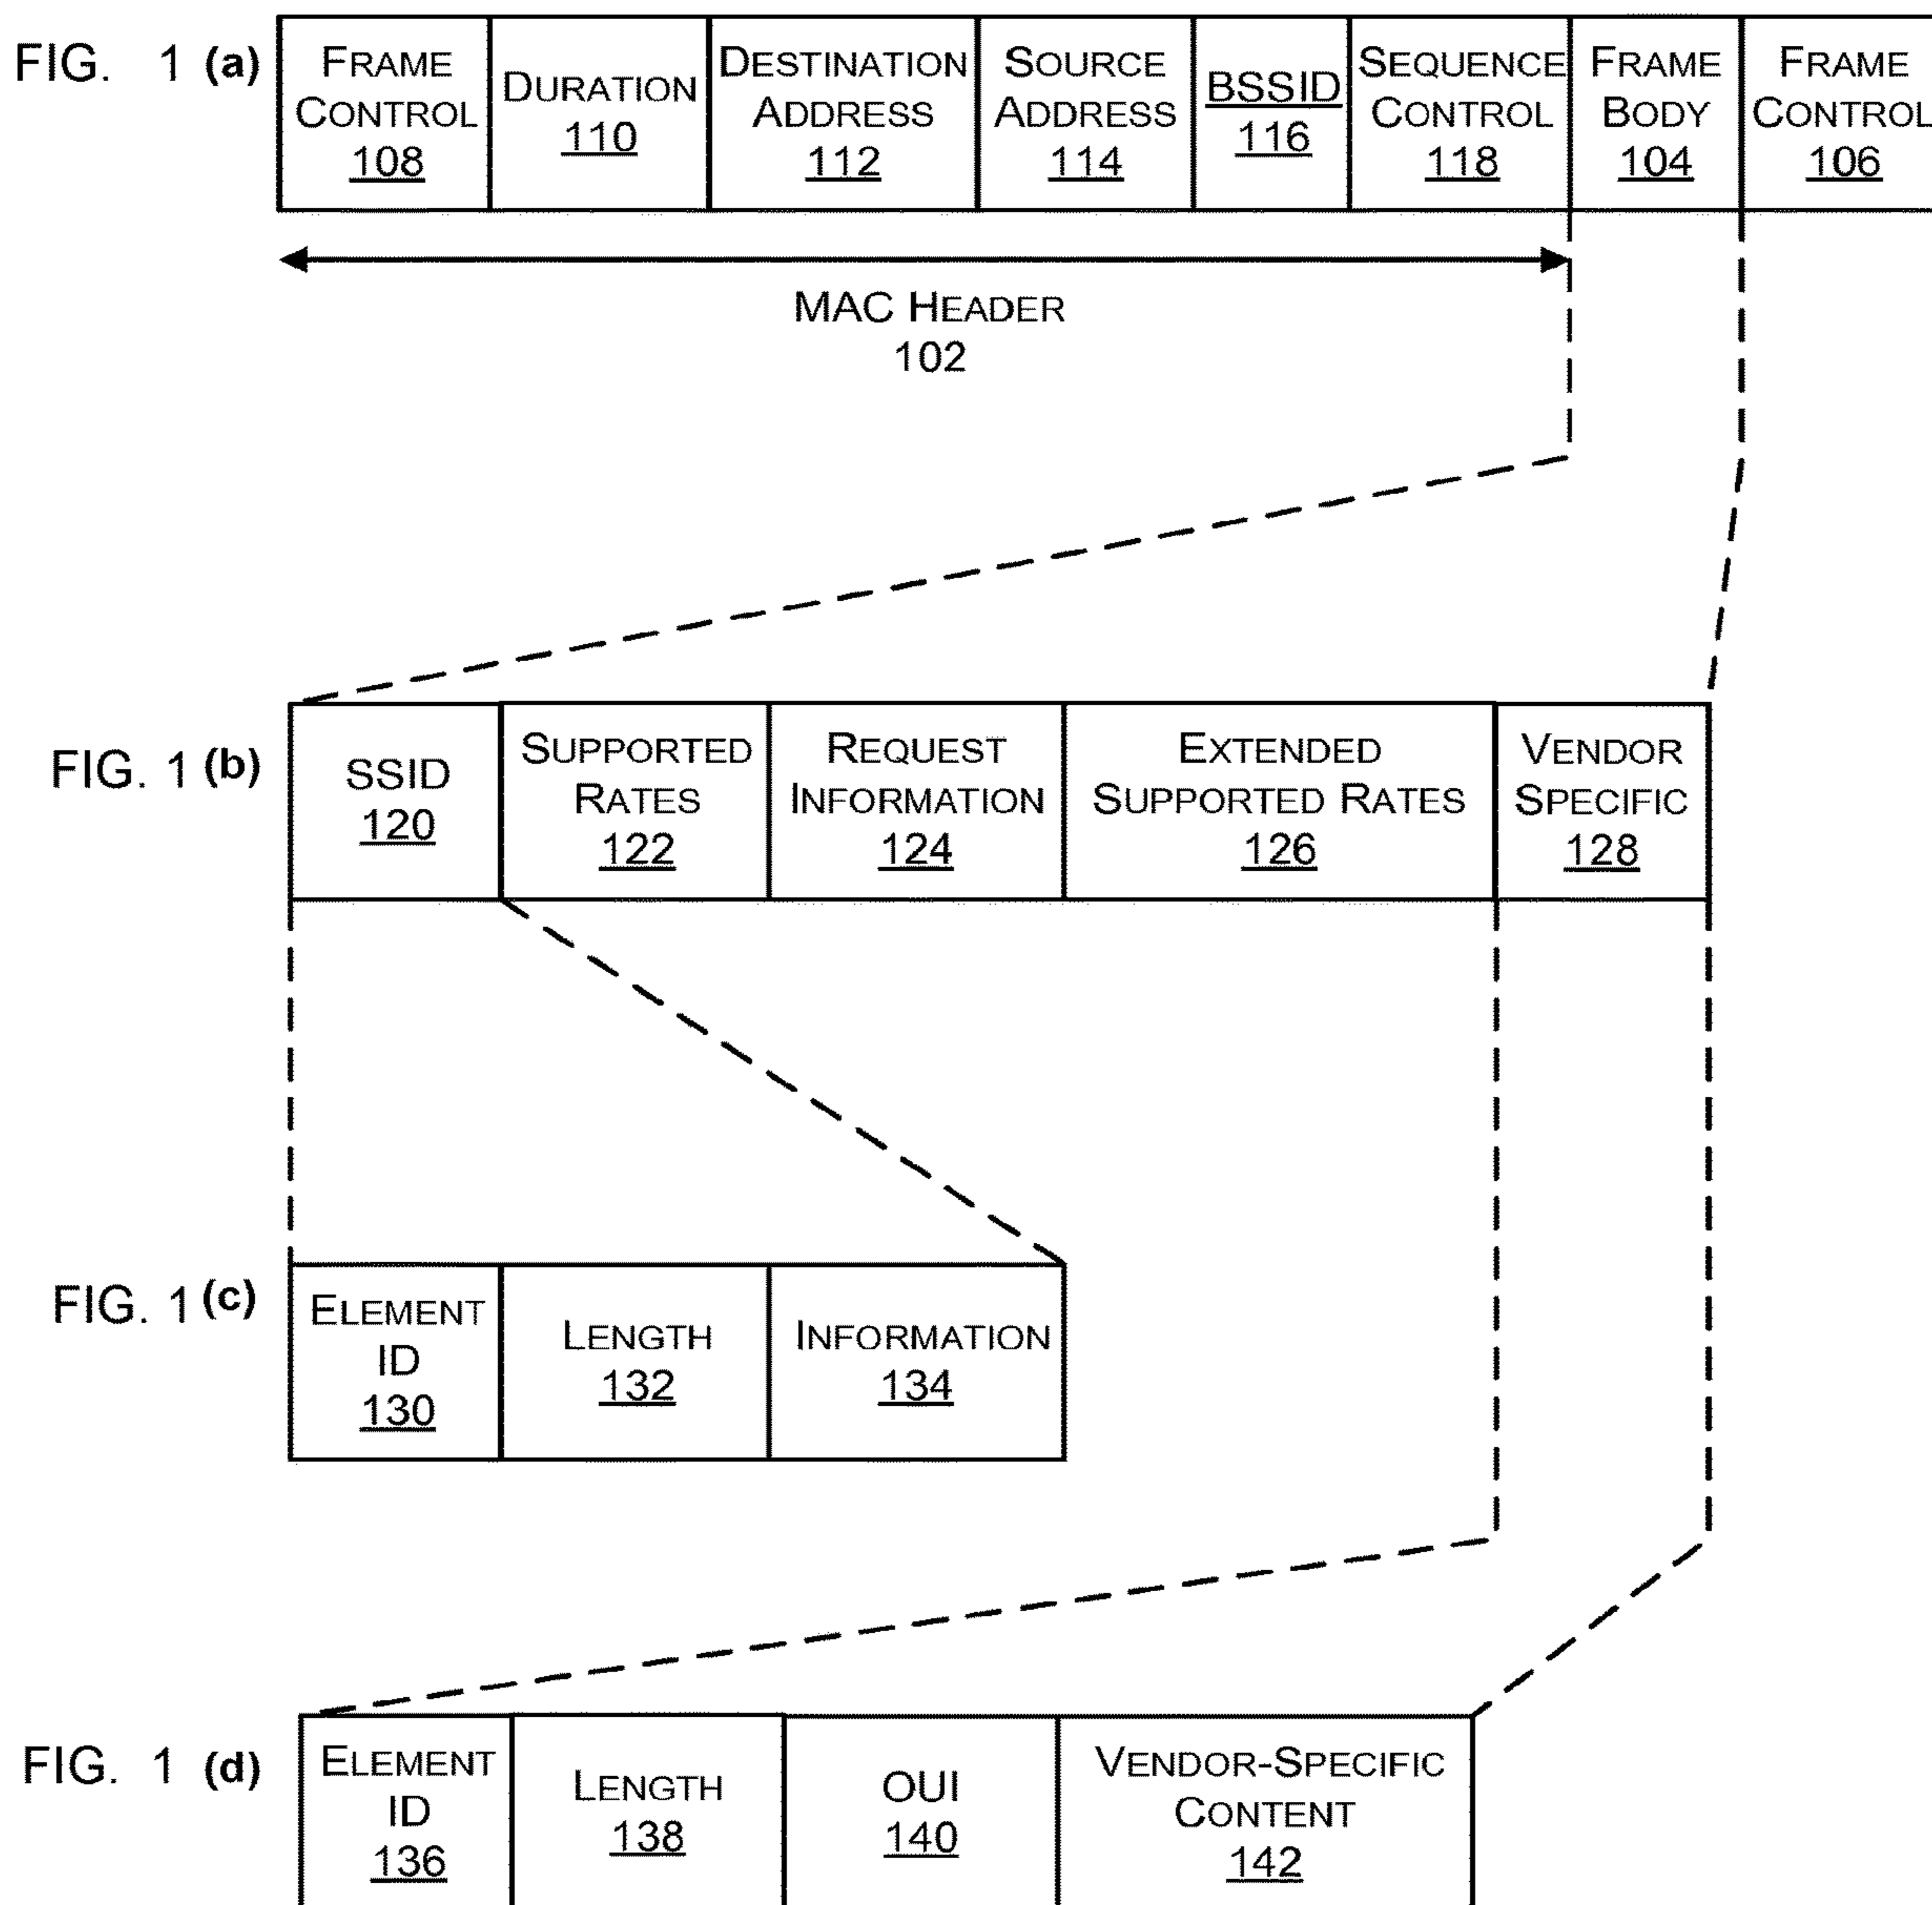 FIG. 1 (a)
FRAME CONTROL 108
DURATION 110
DESTINATION ADDRESS 112
SOURCE ADDRESS 114
BSSID 116
SEQUENCE CONTROL 118
FRAME BODY 104
FRAME CONTROL 106
MAC HEADER
102
FIG. 1 (b)
SSID 120
SUPPORTED RATES 122
REQUEST INFORMATION 124
EXTENDED SUPPORTED RATES 126
VENDOR SPECIFIC 128
FIG. 1 (c)
ELEMENT ID 130
LENGTH 132
INFORMATION 134
FIG. 1 (d)
ELEMENT ID 136
LENGTH 138
OUI 140
VENDOR-SPECIFIC CONTENT 142